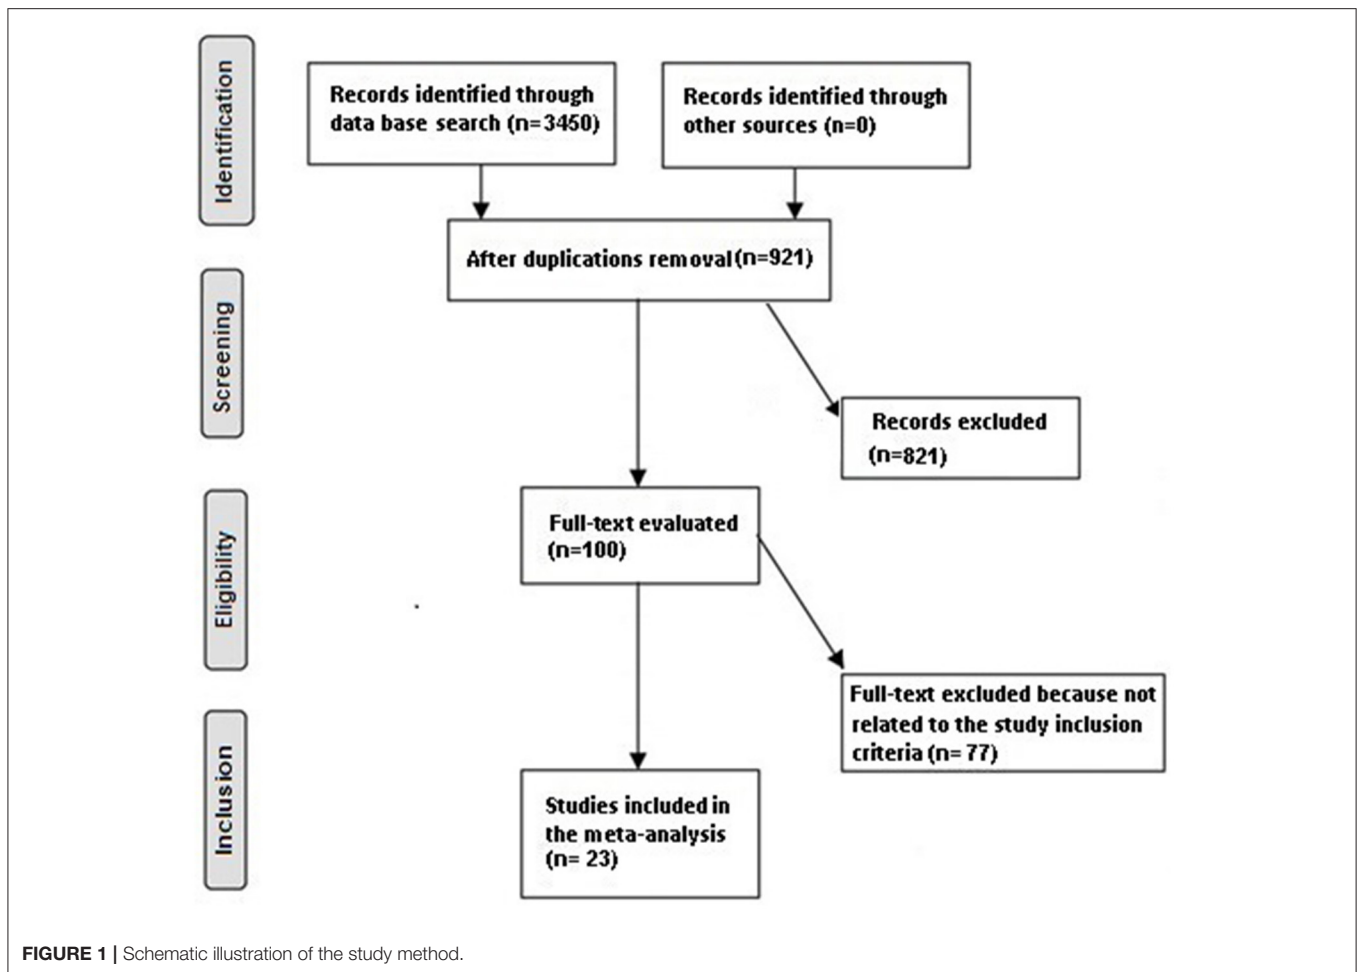 Identification
Records identified through
data base search (n=3450)
Records identified through
other sources (n=0)
After duplications removal(n=921)
Screening
Records excluded
(n=821)
Eligibility
Full-text evaluated
(n=100)
Full-text excluded because not
related to the study inclusion
criteria (n= 77)
Inclusion
Studies included in
the meta-analysis
(n= 23)
FIGURE 1 | Schematic illustration of the study method.